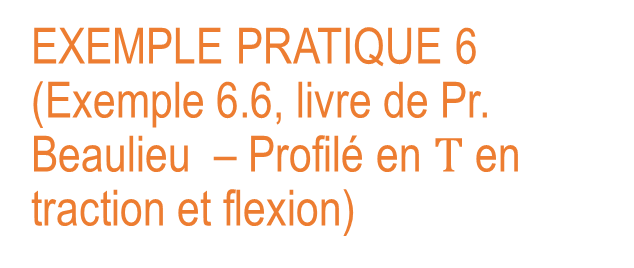 EXEMPLE PRATIQUE 6
(Exemple 6.6, livre de Pr.
Beaulieu – Profilé en T en
traction et flexion)